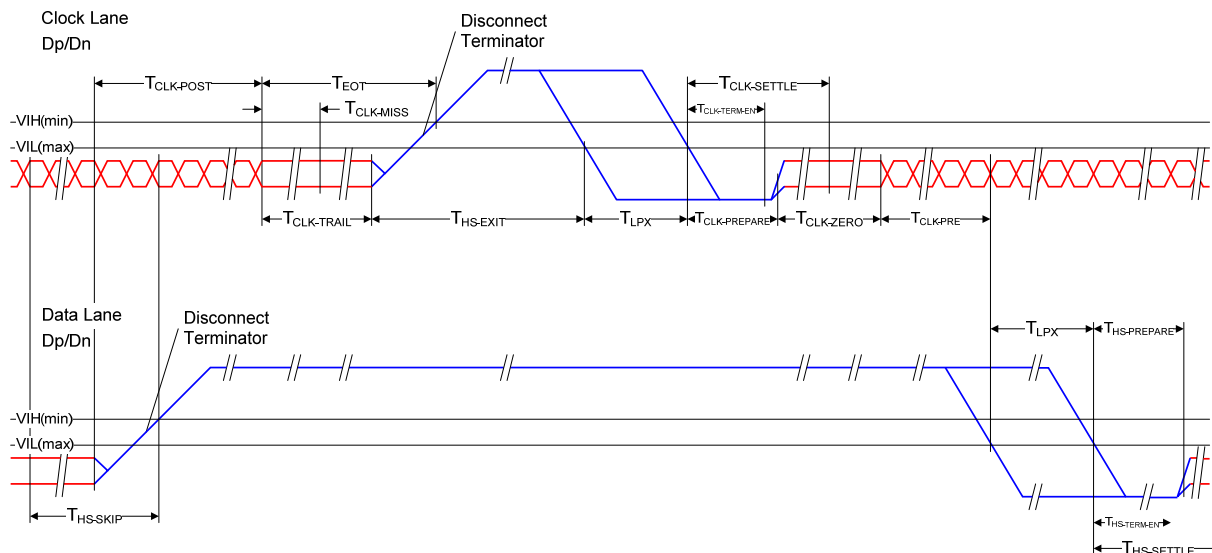 Clock Lane
Dp/Dn
Disconnect
Terminator
TCLK-POST
TEOT
TCLK-SETTLE
TCLK-MISS
TCLK-TERM-EN
VIH(min)
VIL(max)
TCLK-TRAIL
THS-EXIT
TLPX
TCLK-PREPARE
TCLK-ZERO
TCLK-PRE
Data Lane
Dp/Dn
Disconnect
Terminator
TLPX
THS-PREPARE
VIH(min)
VIL(max)
THS-SKIP
THS-TERM-EN
THS-SETTLE